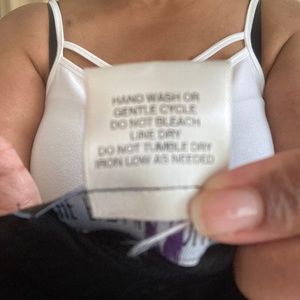 HAND WASH OR
GENTLE CYCLE
DO NOT BLEACH
LINE DRY
DO NOT TUMBLE DRY
IRON LOW AS NEEDED